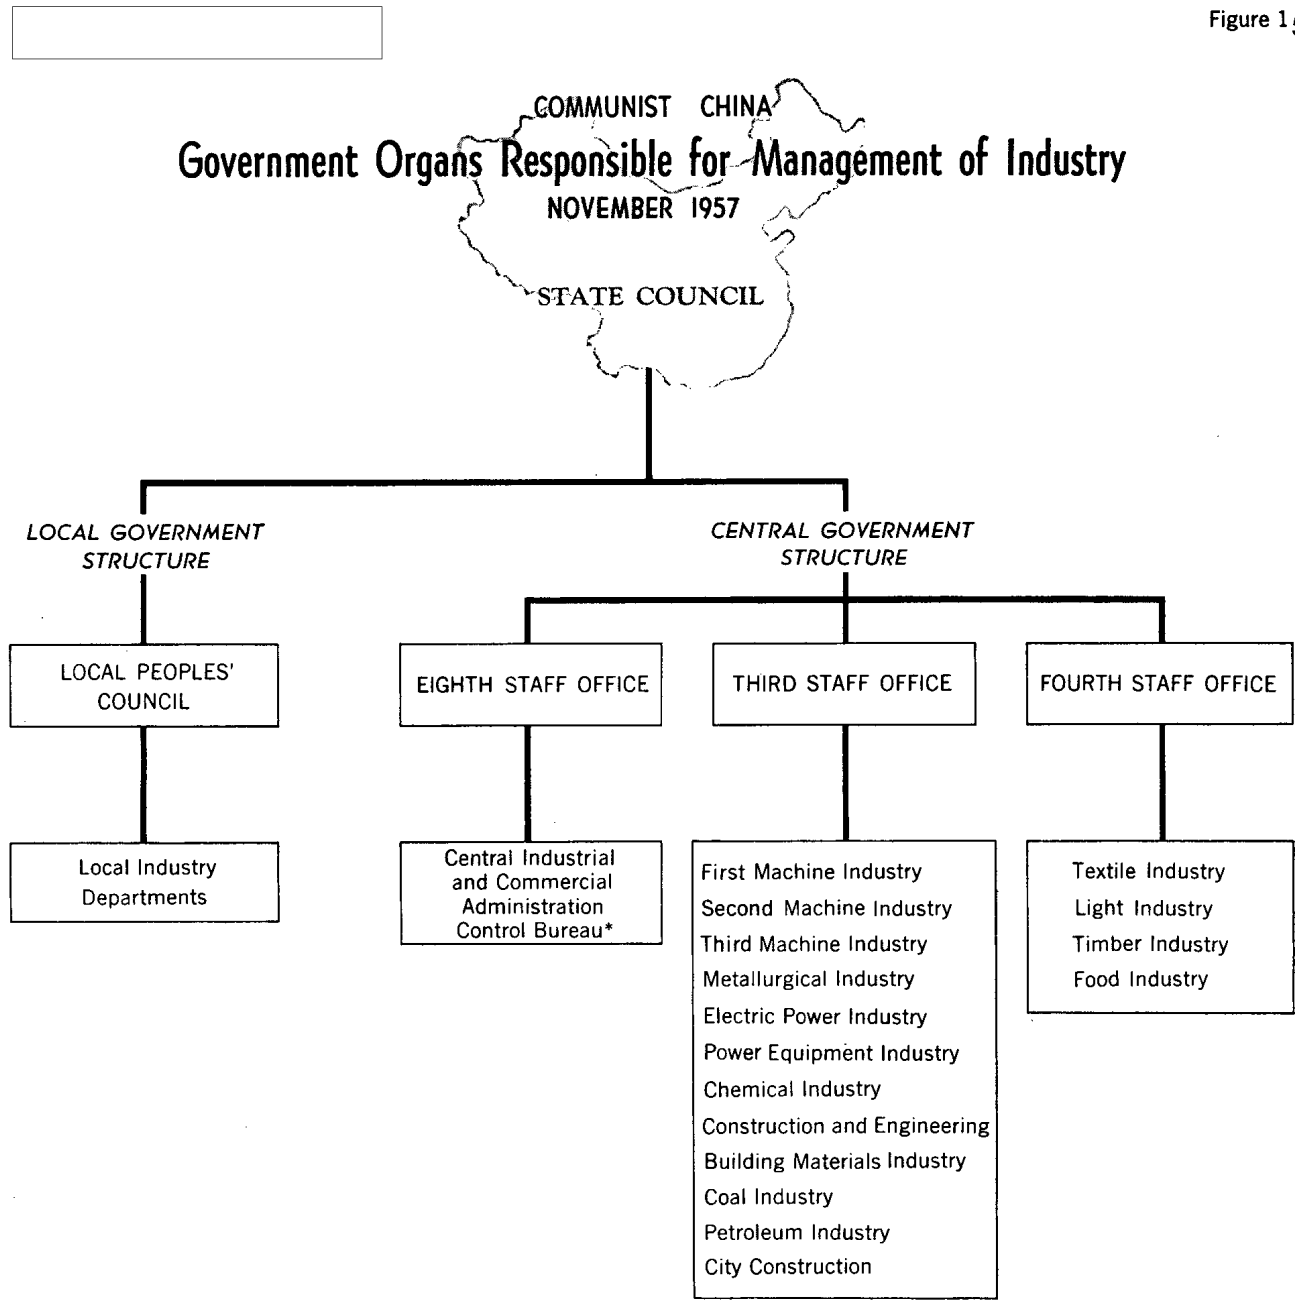 Figure 1
COMMUNIST CHINA
Government Organs Responsible for Management of Industry
NOVEMBER 1957
STATE COUNCIL
LOCAL GOVERNMENT
STRUCTURE
CENTRAL GOVERNMENT
STRUCTURE
LOCAL PEOPLES'
COUNCIL
EIGHTH STAFF OFFICE
THIRD STAFF OFFICE
FOURTH STAFF OFFICE
Local Industry
Departments
Central Industrial
and Commercial
Administration
Control Bureau*
First Machine Industry
Second Machine Industry
Third Machine Industry
Metallurgical Industry
Electric Power Industry
Power Equipment Industry
Chemical Industry
Construction and Engineering
Building Materials Industry
Coal Industry
Petroleum Industry
City Construction
Textile Industry
Light Industry
Timber Industry
Food Industry